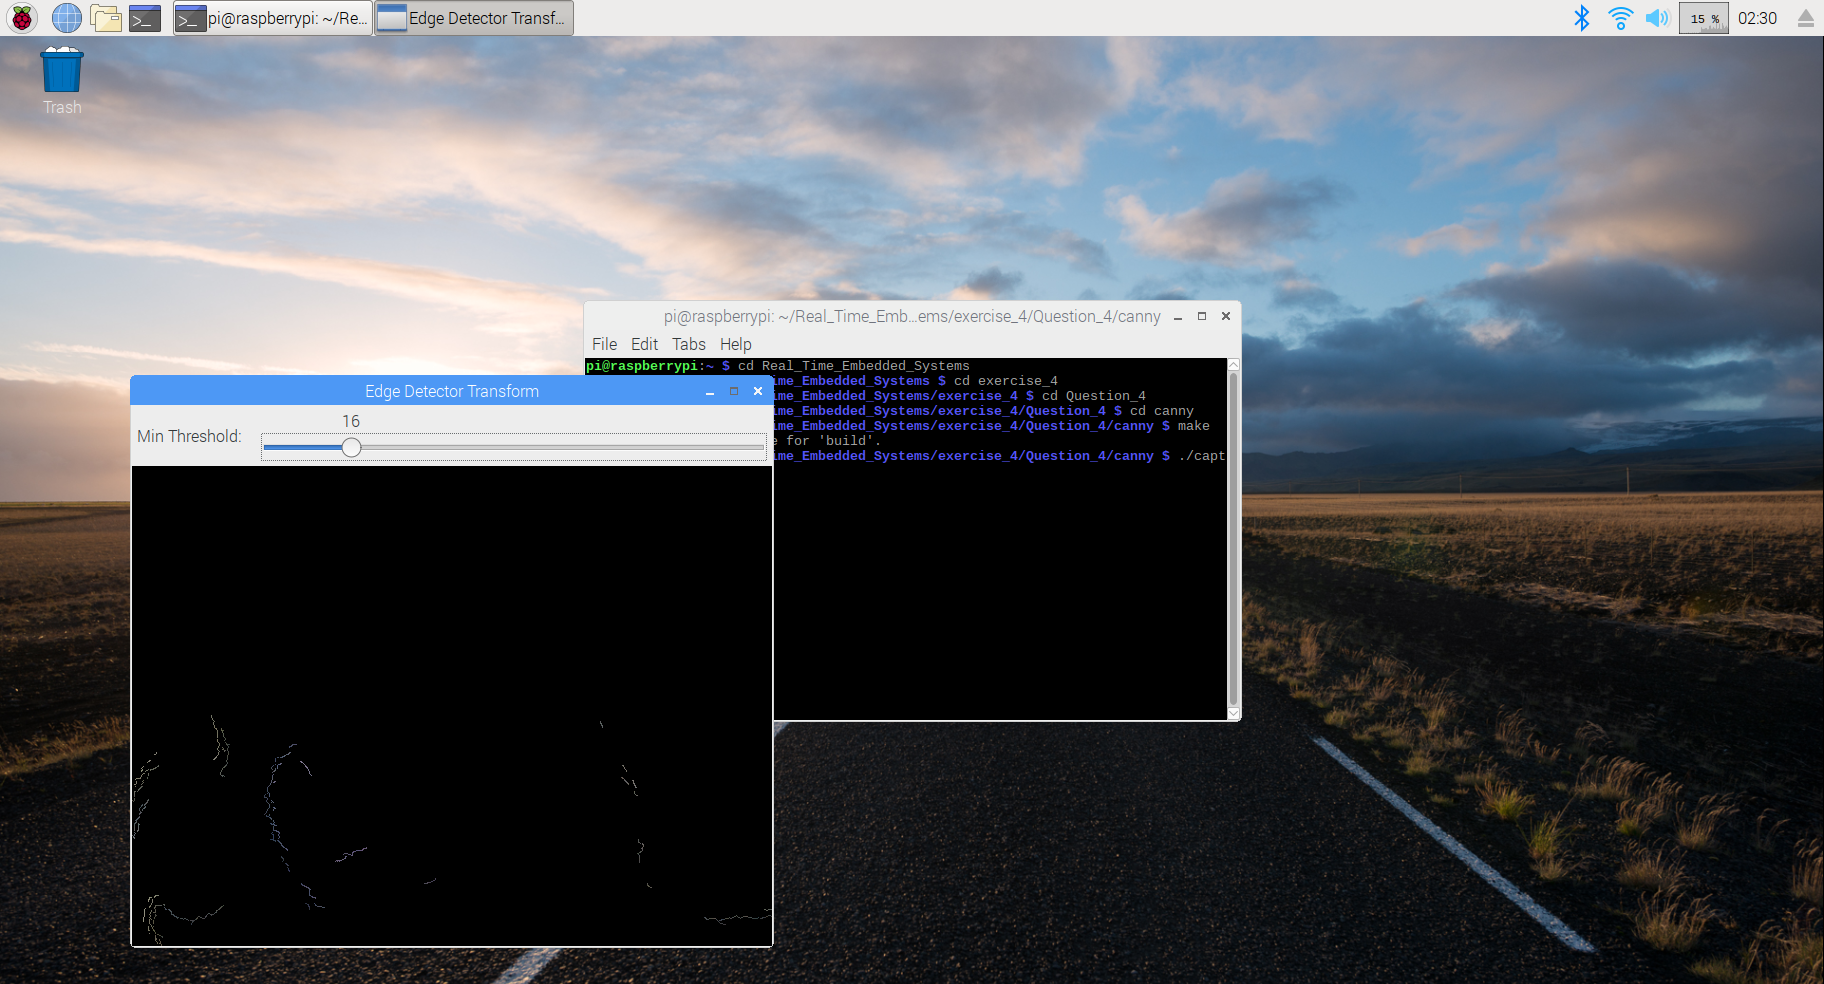 pi@raspberrypi: ~/Re...
Edge Detector Transf...
15 %
02:30
Trash
pi@raspberrypi: ~/Real_Time_Emb...ems/exercise_4/Question_4/canny
File Edit Tabs Help
pi@raspberrypi:~ $ cd Real_Time_Embedded_Systems
ime_Embedded_Systems $ cd exercise_4
ime_Embedded_Systems/exercise_4 $ cd Question_4
ime_Embedded_Systems/exercise_4/Question_4 $ cd canny
ime_Embedded_Systems/exercise_4/Question_4/canny $ make
e for 'build'.
ime_Embedded_Systems/exercise_4/Question_4/canny $ ./capt
Edge Detector Transform
16
Min Threshold: